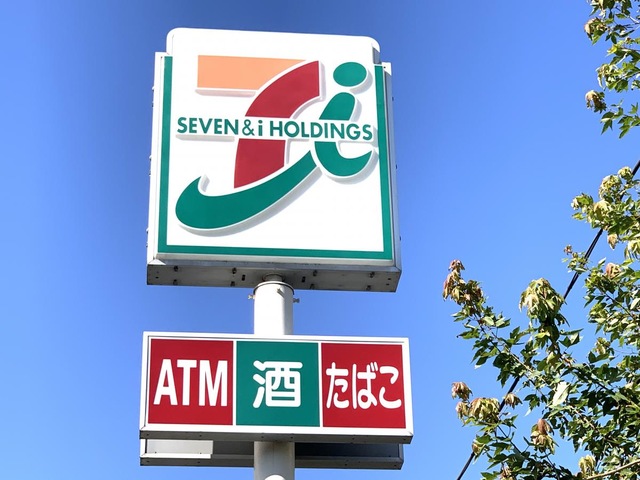 SEVEN & i HOLDINGS
ATM 酒 たばこ